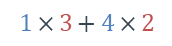 1 × 3 + 4 × 2